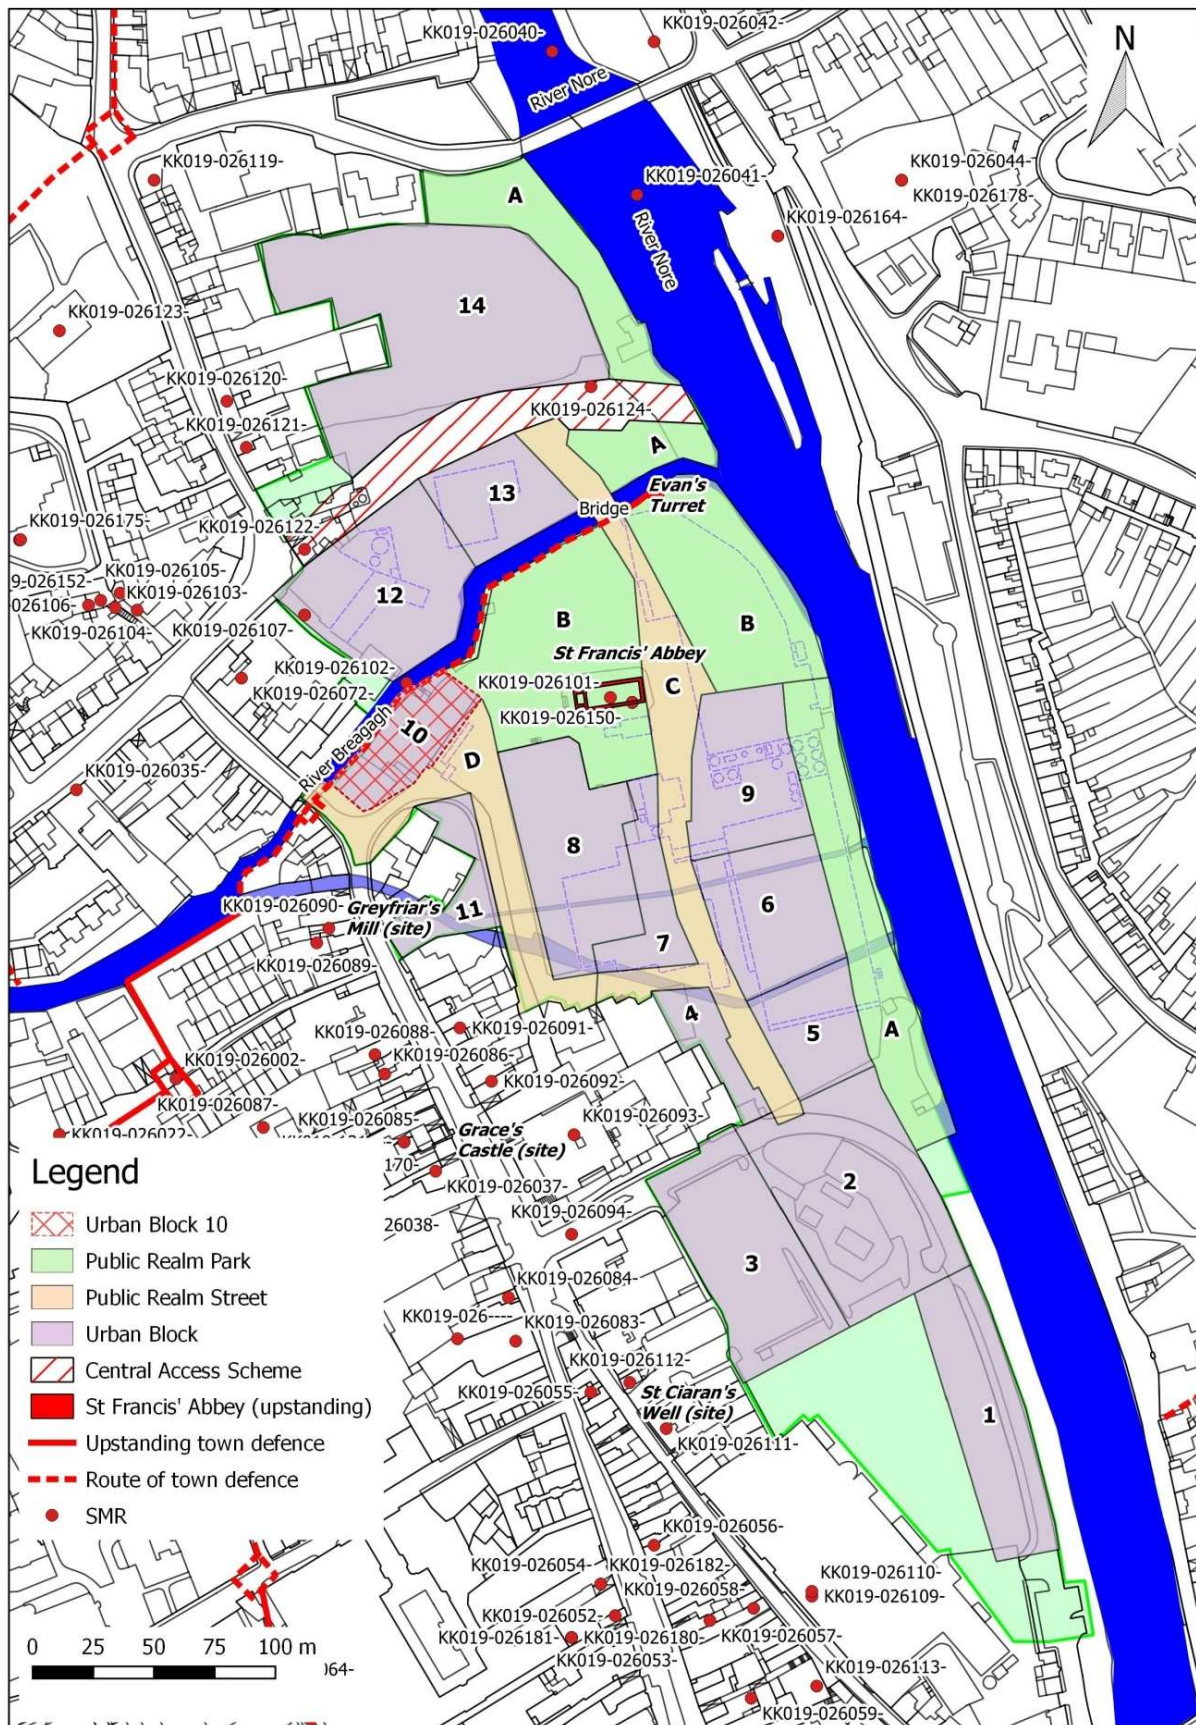 KK019-026040-
KK019-026042-
N
River Nore
KK019-026119-
KK019-026041-
KK019-026044-
KK019-026178-
A
River Nore
KK019-026164-
14
KK019-026123-
KK019-026120-
KK019-026124-
KK019-026121-
A
13
Evan's
Turret
Bridge
KK019-026175-
KK019-026122-
9-026152-
KK019-026105-
026106-
KK019-026103-
KK019-026104-
12
KK019-026107-
B
B
St Francis' Abbey
KK019-026102-
KK019-026101-
C
KK019-026072-
KK019-026150-
10
River Breagagh
D
KK019-026035-
9
8
6
KK019-026090-
Greyfriar's
Mill (site)
11
KK019-026089-
7
4
5
A
KK019-026088-
KK019-026091-
KK019-026086-
KK019-026002-
KK019-026092-
KK019-026087-
KK019-026085-
KK019-026093-
KK019-026022-
Grace's
Castle (site)
170-
KK019-026037-
2
26038-
KK019-026094-
3
KK019-026084-
KK019-026----
KK019-026083-
KK019-026112-
KK019-026055-
St Ciaran's
Well (site)
1
KK019-026111-
KK019-026056-
KK019-026054-
KK019-026182-
KK019-026110-
KK019-026058-
KK019-026109-
KK019-026052-
KK019-026057-
KK019-026181-
KK019-026180-
KK019-026053-
KK019-026113-
KK019-026059-
Legend
Urban Block 10
Public Realm Park
Public Realm Street
Urban Block
Central Access Scheme
St Francis' Abbey (upstanding)
Upstanding town defence
Route of town defence
SMR
0 25 50 75 100 m
064-